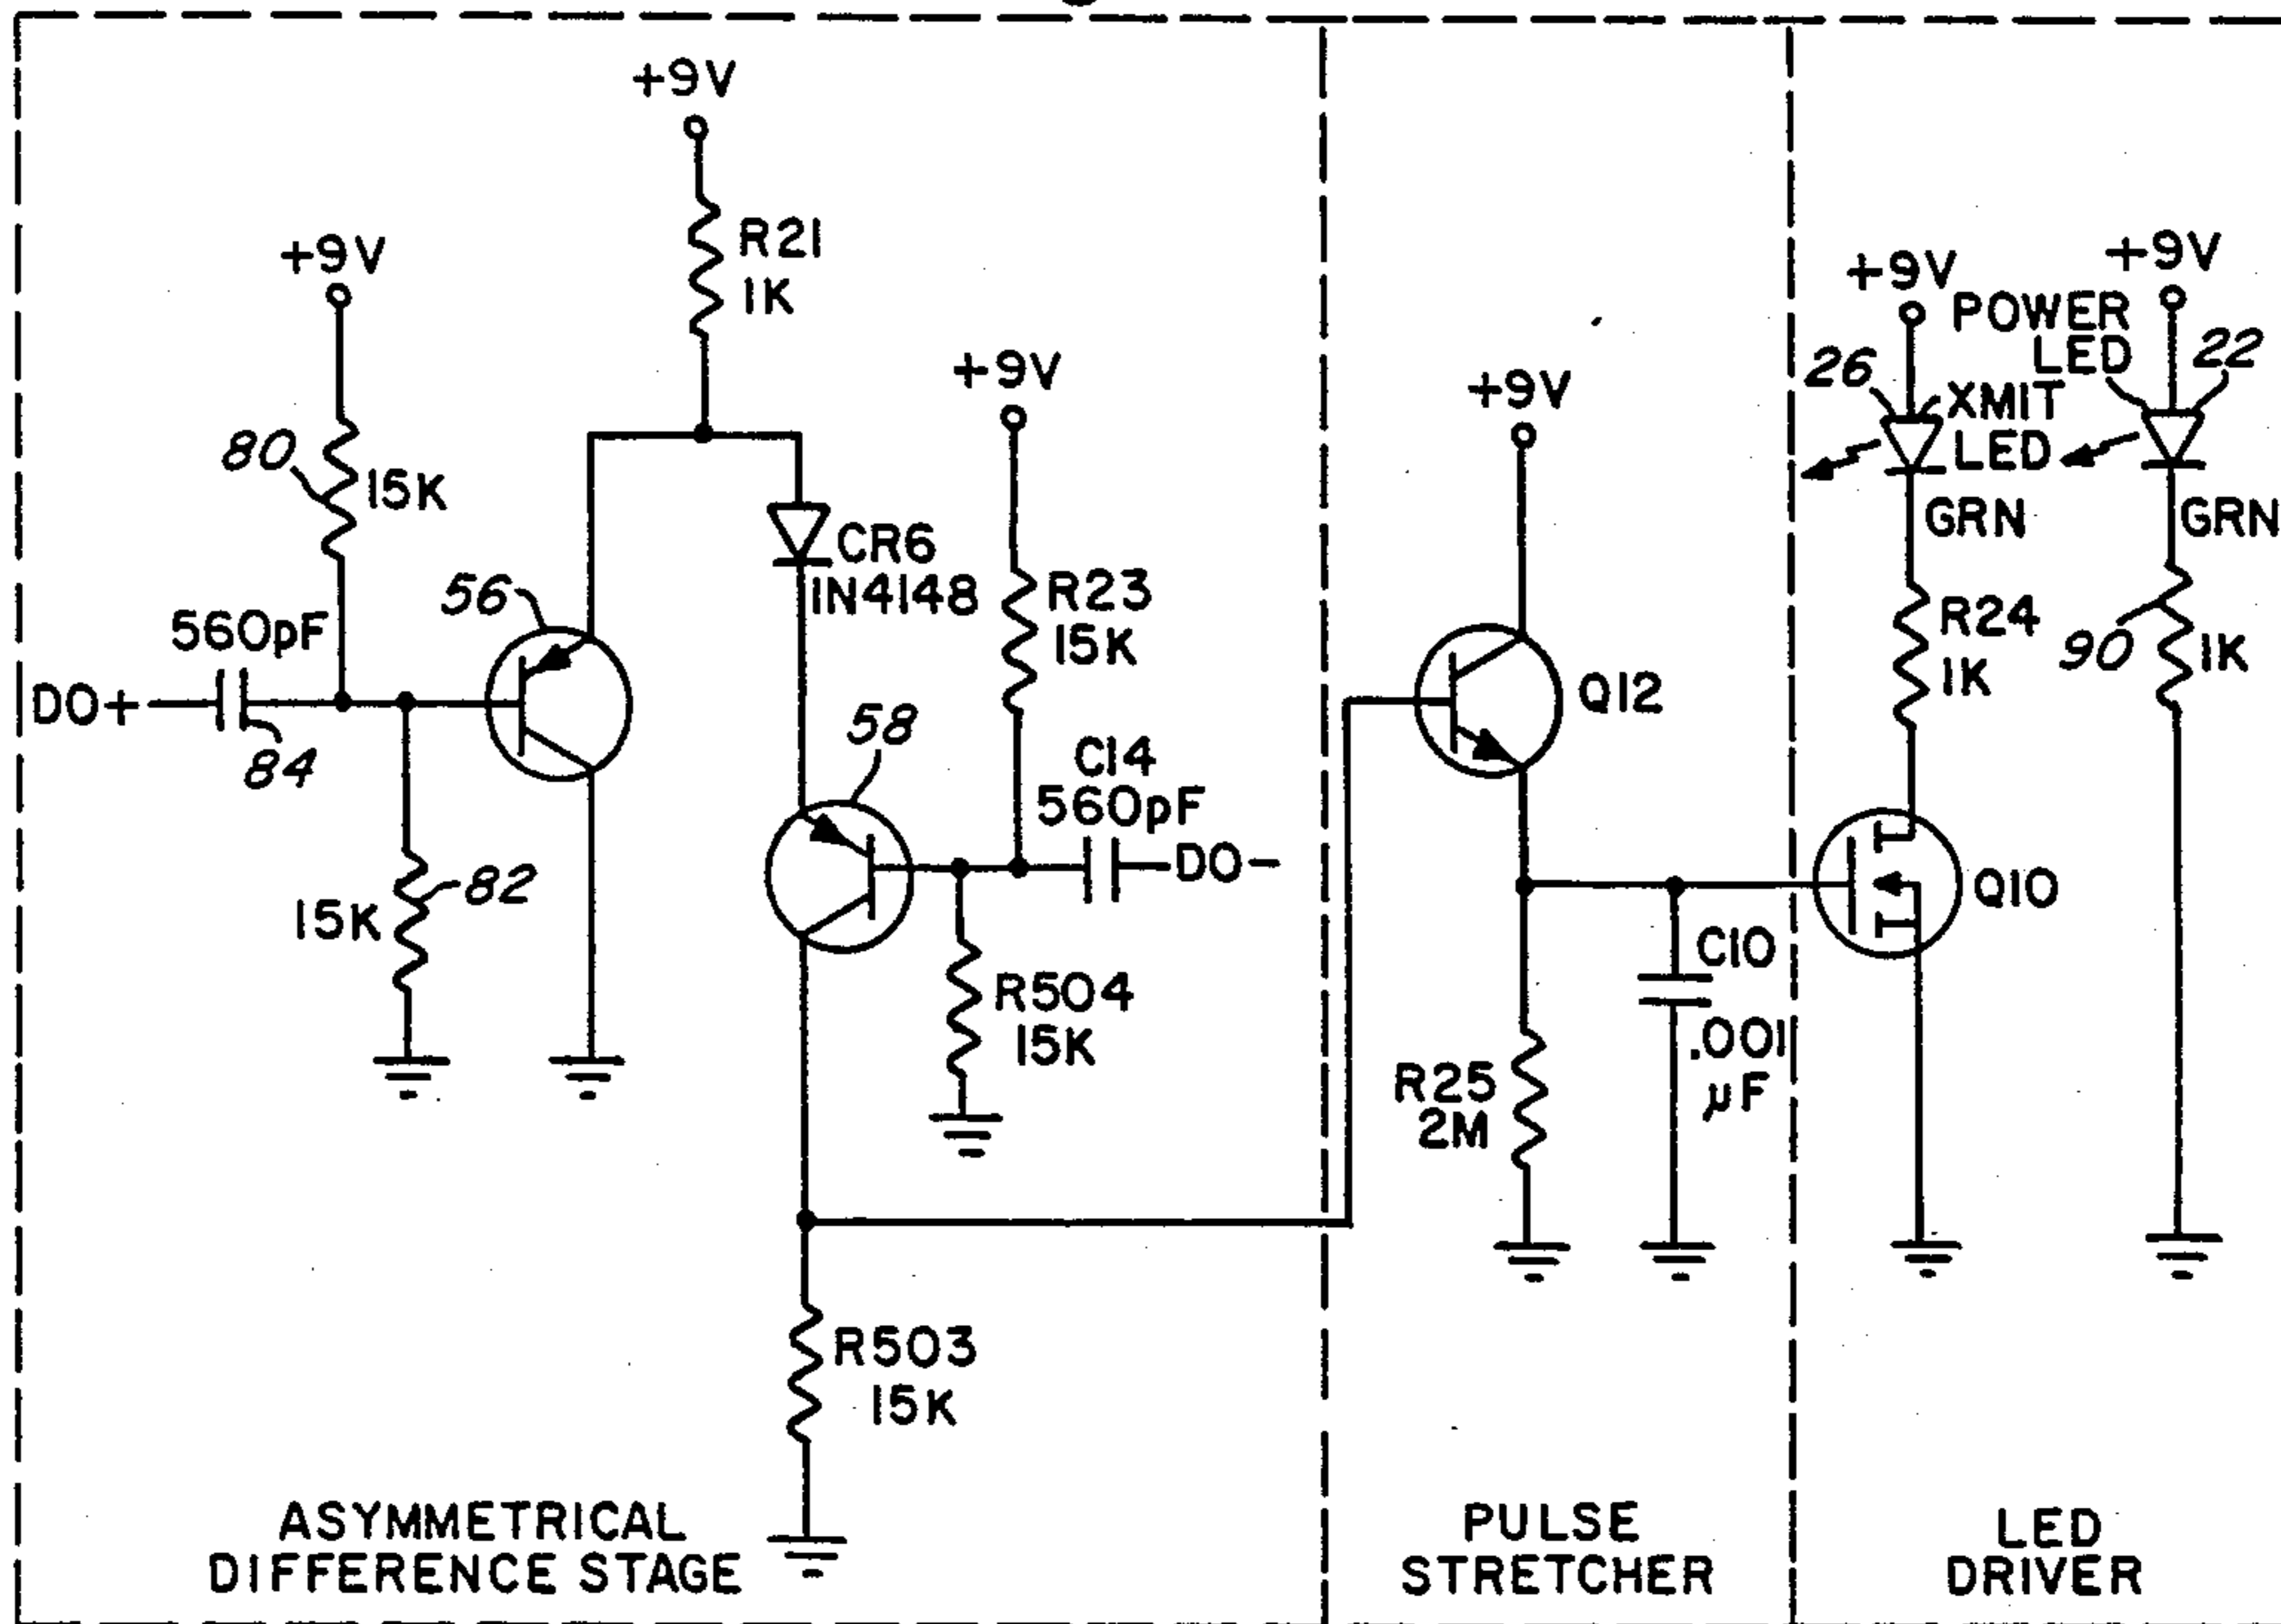 +9V
R21
1K
+9V
80
15K
560pF
DO+
84
56
82
15K
CR6
1N4148
+9V
R23
15K
58
C14
560pF
DO-
R504
15K
R503
15K
ASYMMETRICAL
DIFFERENCE STAGE
+9V
Q12
R25
2M
C10
.001
µF
PULSE
STRETCHER
+9V
26
XMIT
LED
GRN
R24
1K
Q10
+9V
POWER
LED
22
GRN
90
1K
LED
DRIVER